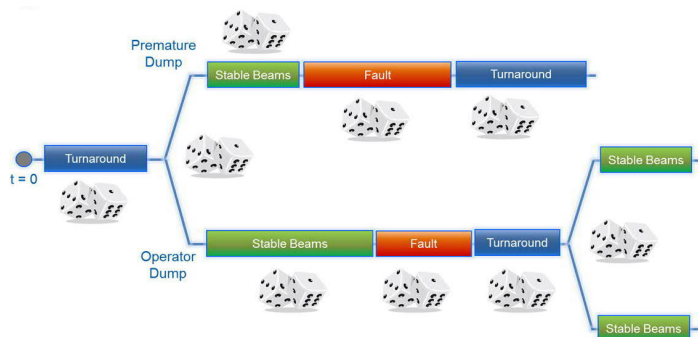 Premature
Dump
Stable Beams
Fault
Turnaround
Turnaround
t = 0
Stable Beams
Operator
Dump
Stable Beams
Fault
Turnaround
Stable Beams